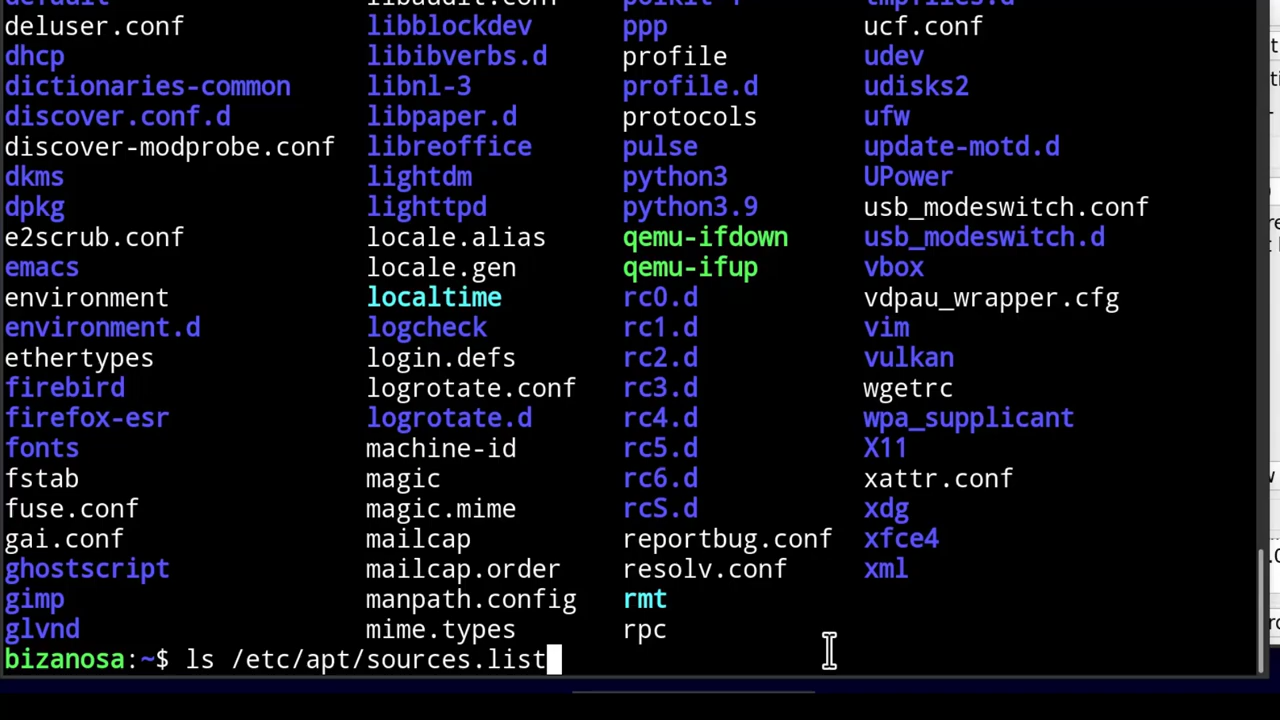 default libaudit.conf polkit-1 tmpfiles.d
deluser.conf libblockdev ppp ucf.conf
dhcp libibverbs.d profile udev
dictionaries-common libnl-3 profile.d udisks2
discover.conf.d libpaper.d protocols ufw
discover-modprobe.conf libreoffice pulse update-motd.d
dkms lightdm python3 UPower
dpkg lighttpd python3.9 usb_modeswitch.conf
e2scrub.conf locale.alias qemu-ifdown usb_modeswitch.d
emacs locale.gen qemu-ifup vbox
environment localtime rc0.d vdpau_wrapper.cfg
environment.d logcheck rc1.d vim
ethertypes login.defs rc2.d vulkan
firebird logrotate.conf rc3.d wgetrc
firefox-esr logrotate.d rc4.d wpa_supplicant
fonts machine-id rc5.d X11
fstab magic rc6.d xattr.conf
fuse.conf magic.mime rcS.d xdg
gai.conf mailcap reportbug.conf xfce4
ghostscript mailcap.order resolv.conf xml
gimp manpath.config rmt
glvnd mime.types rpc
bizanosa:~$ ls /etc/apt/sources.list